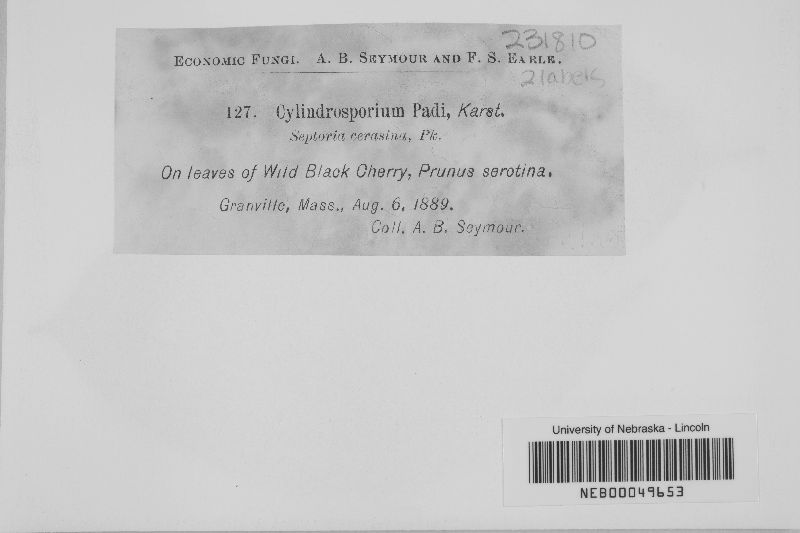 231810
ECONOMIC FUNGI. A. B. SEYMOUR AND F. S. EARLE.
2 labels
127. Cylindrosporium Padi, Karst.
Septoria cerasina, Pk.
On leaves of Wild Black Cherry, Prunus serotina.
Granville, Mass., Aug. 6, 1889.
Coll. A. B. Seymour.
University of Nebraska - Lincoln
NEB00049653